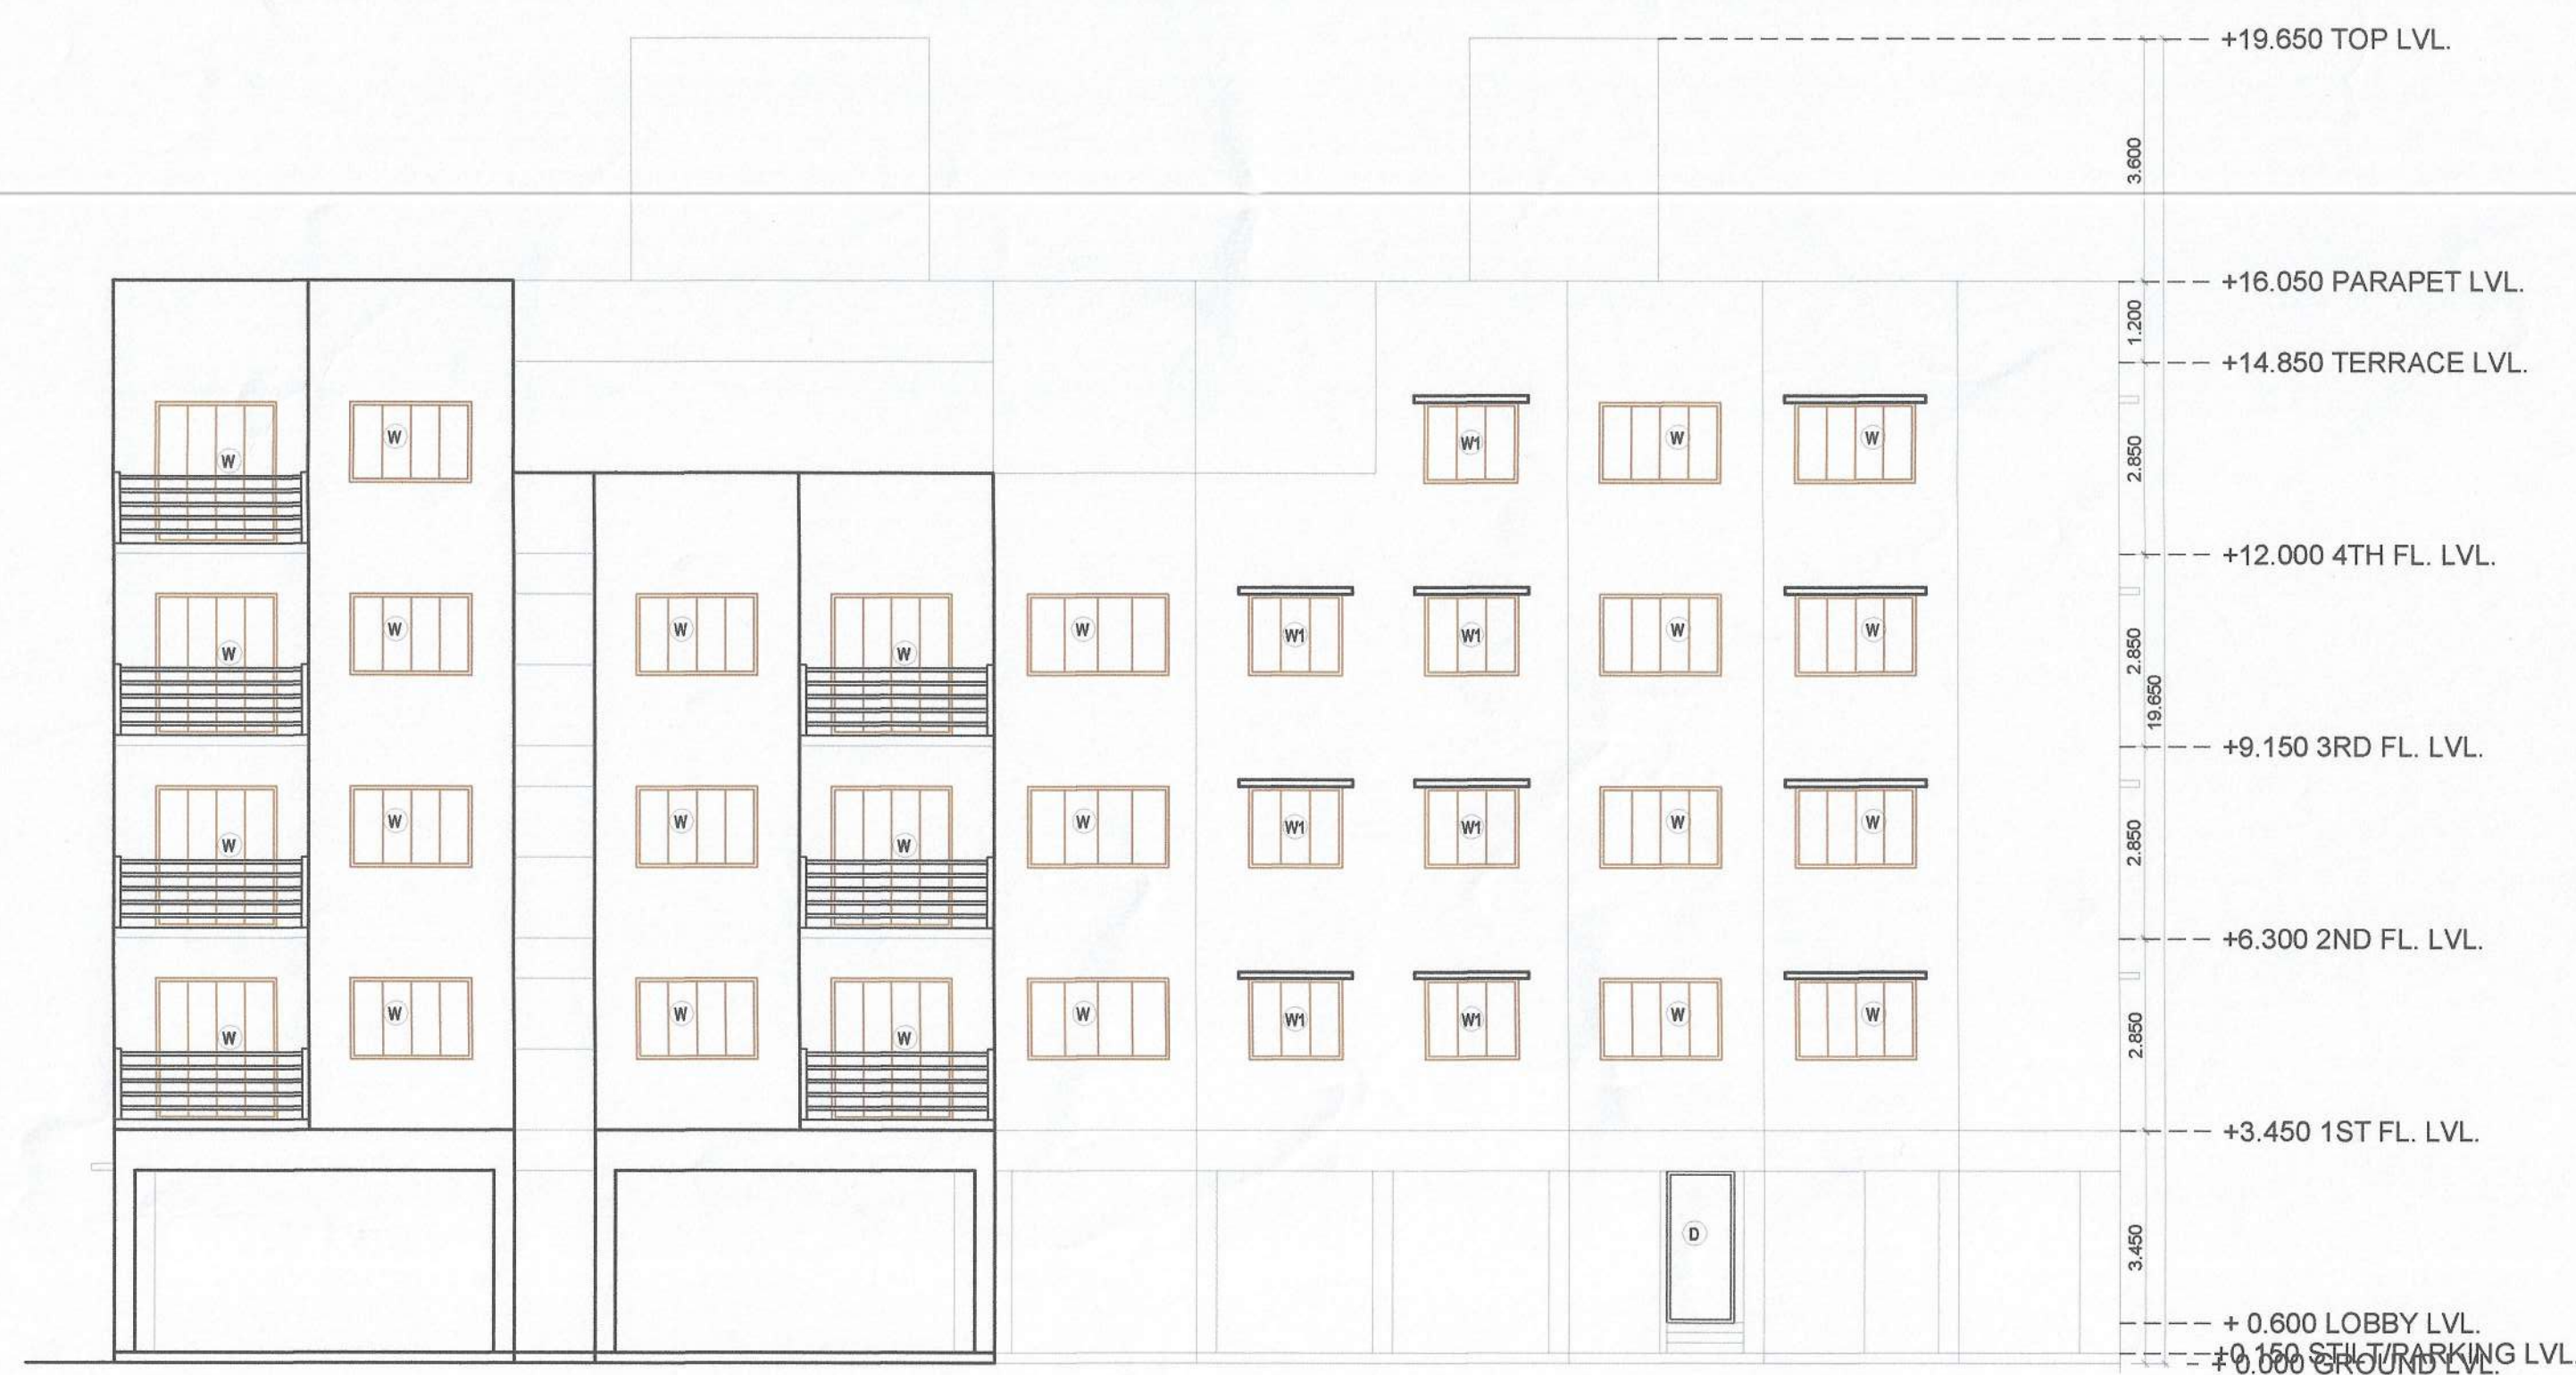 +19.650 TOP LVL.
3.600
+16.050 PARAPET LVL.
1.200
+14.850 TERRACE LVL.
W W W1 W W
2.850
+12.000 4TH FL. LVL.
W W W W W W1 W1 W W
2.850
19.650
+9.150 3RD FL. LVL.
W W W W W W1 W1 W W
2.850
+6.300 2ND FL. LVL.
W W W W W W1 W1 W W
2.850
+3.450 1ST FL. LVL.
D
3.450
+ 0.600 LOBBY LVL.
+0.150 STILT/PARKING LVL.
+ 0.000 GROUND LVL.